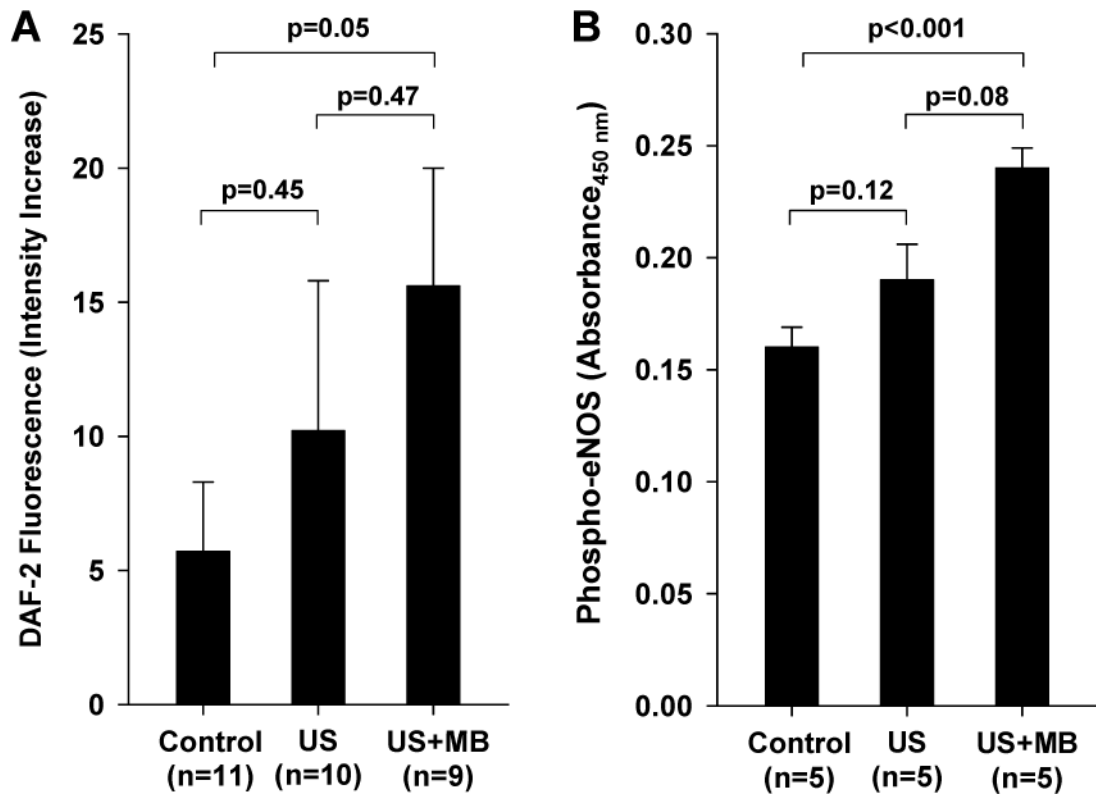 A
DAF-2 Fluorescence (Intensity Increase)
25
20
15
10
5
0
p=0.05
p=0.47
p=0.45
Control US US+MB
(n=11) (n=10) (n=9)
B
Phospho-eNOS (Absorbance450 nm)
0.30
0.25
0.20
0.15
0.10
0.05
0.00
p<0.001
p=0.08
p=0.12
Control US US+MB
(n=5) (n=5) (n=5)